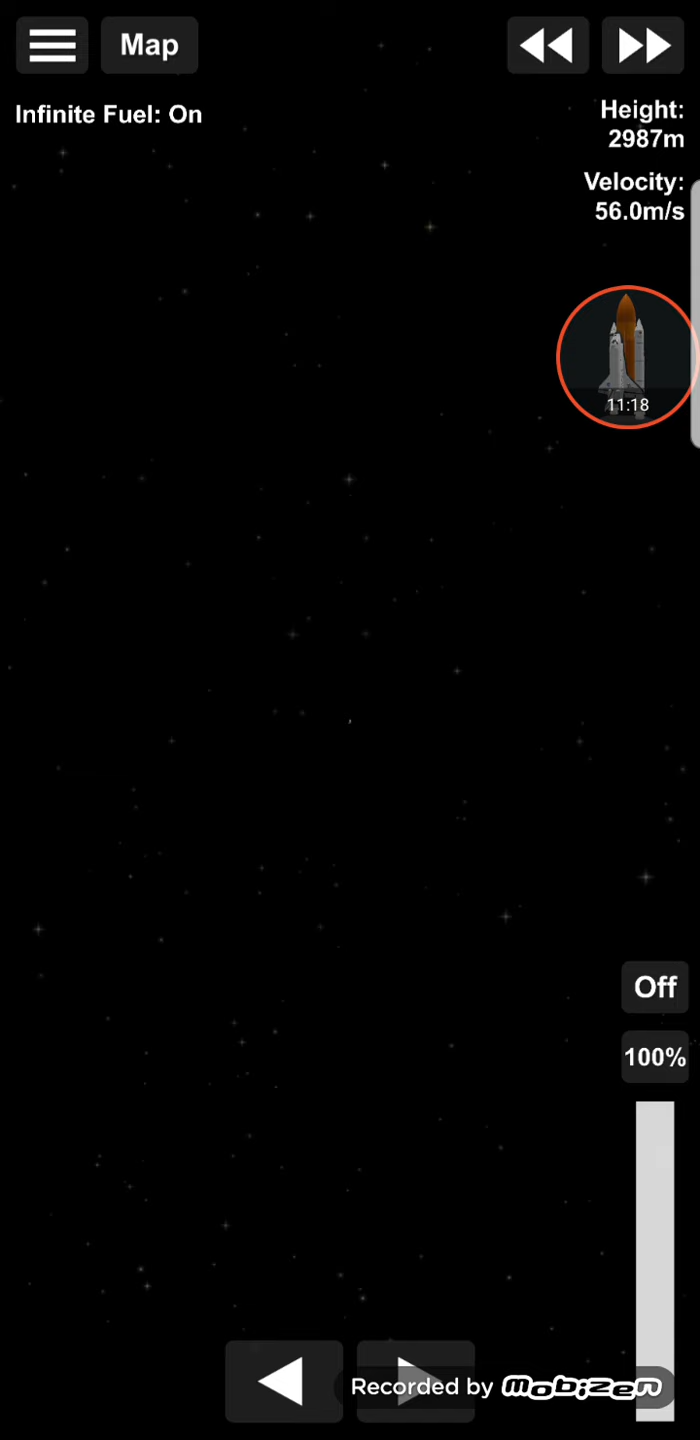 Map
Infinite Fuel: On
Height:
2987m
Velocity:
56.0m/s
11:18
Off
100%
Recorded by mobizen